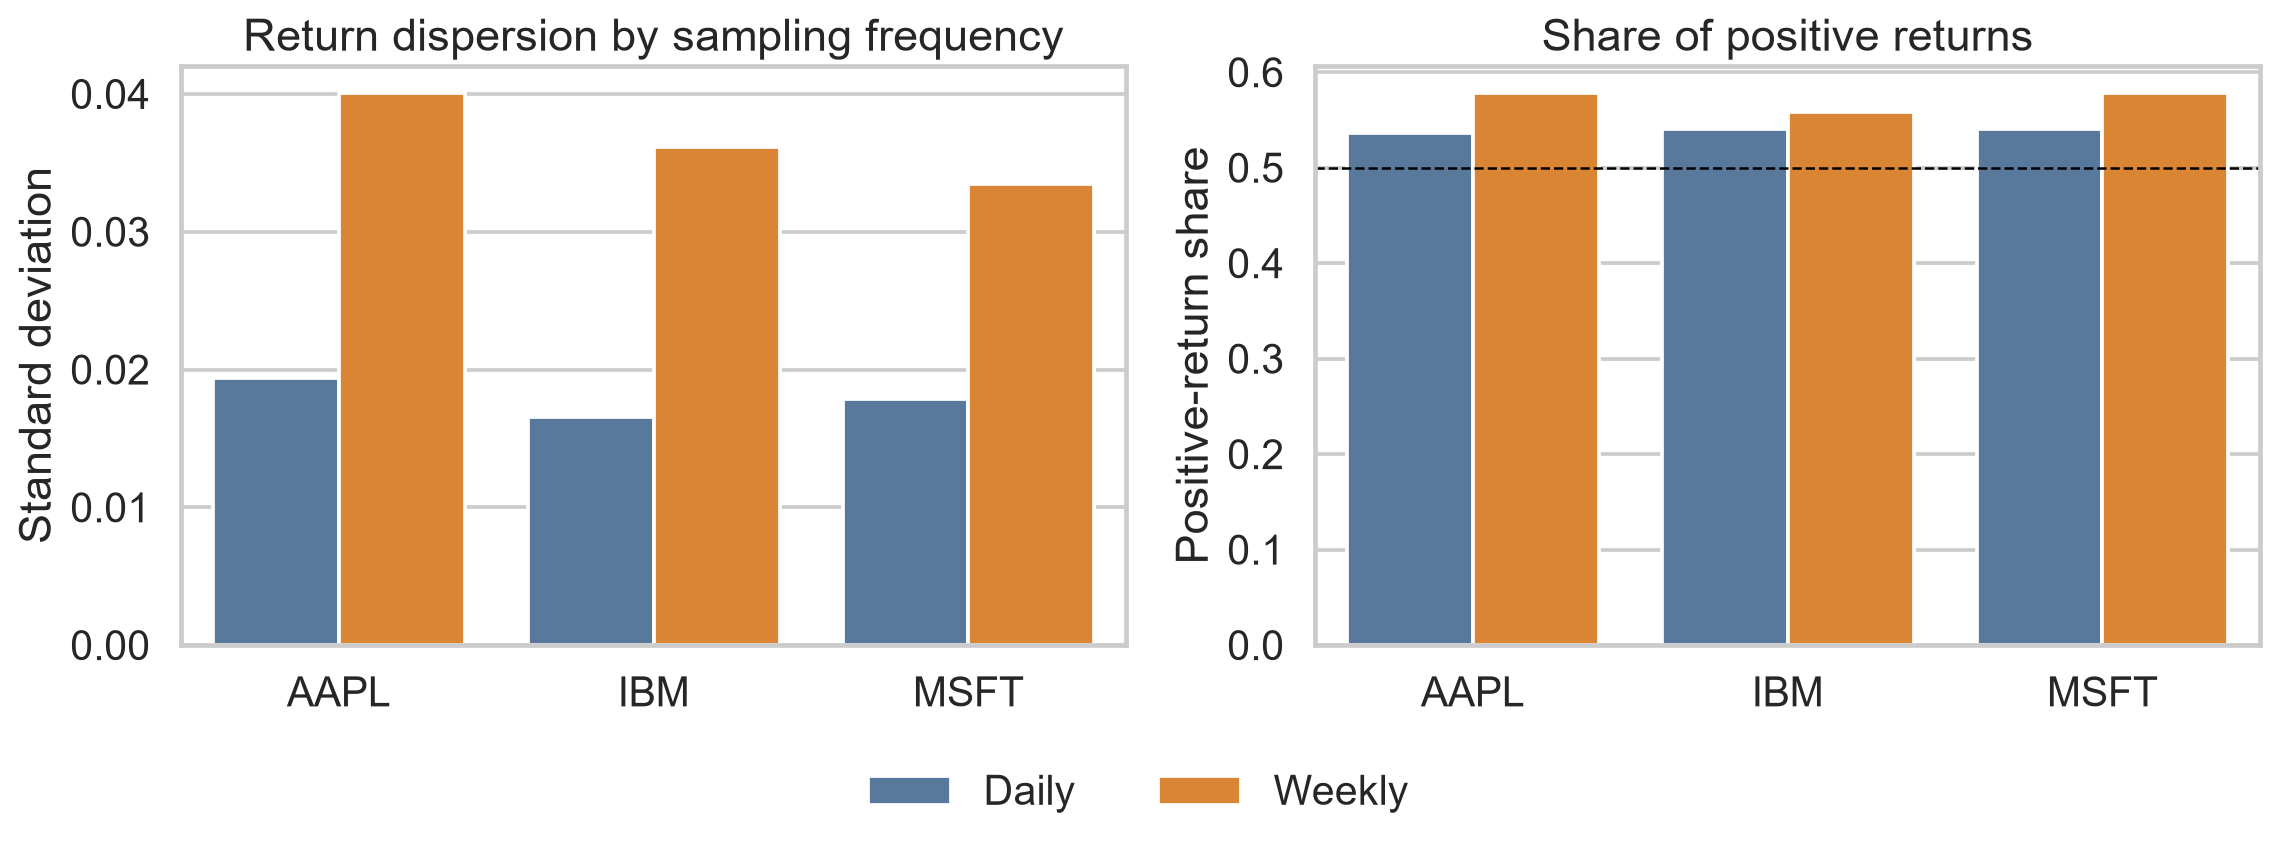 Return dispersion by sampling frequency
Standard deviation
0.04
0.03
0.02
0.01
0.00
AAPL
IBM
MSFT
Share of positive returns
Positive-return share
0.6
0.5
0.4
0.3
0.2
0.1
0.0
AAPL
IBM
MSFT
Daily
Weekly